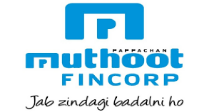 PAPPACHAN
muthoot
FINCORP
Jab zindagi badalni ho